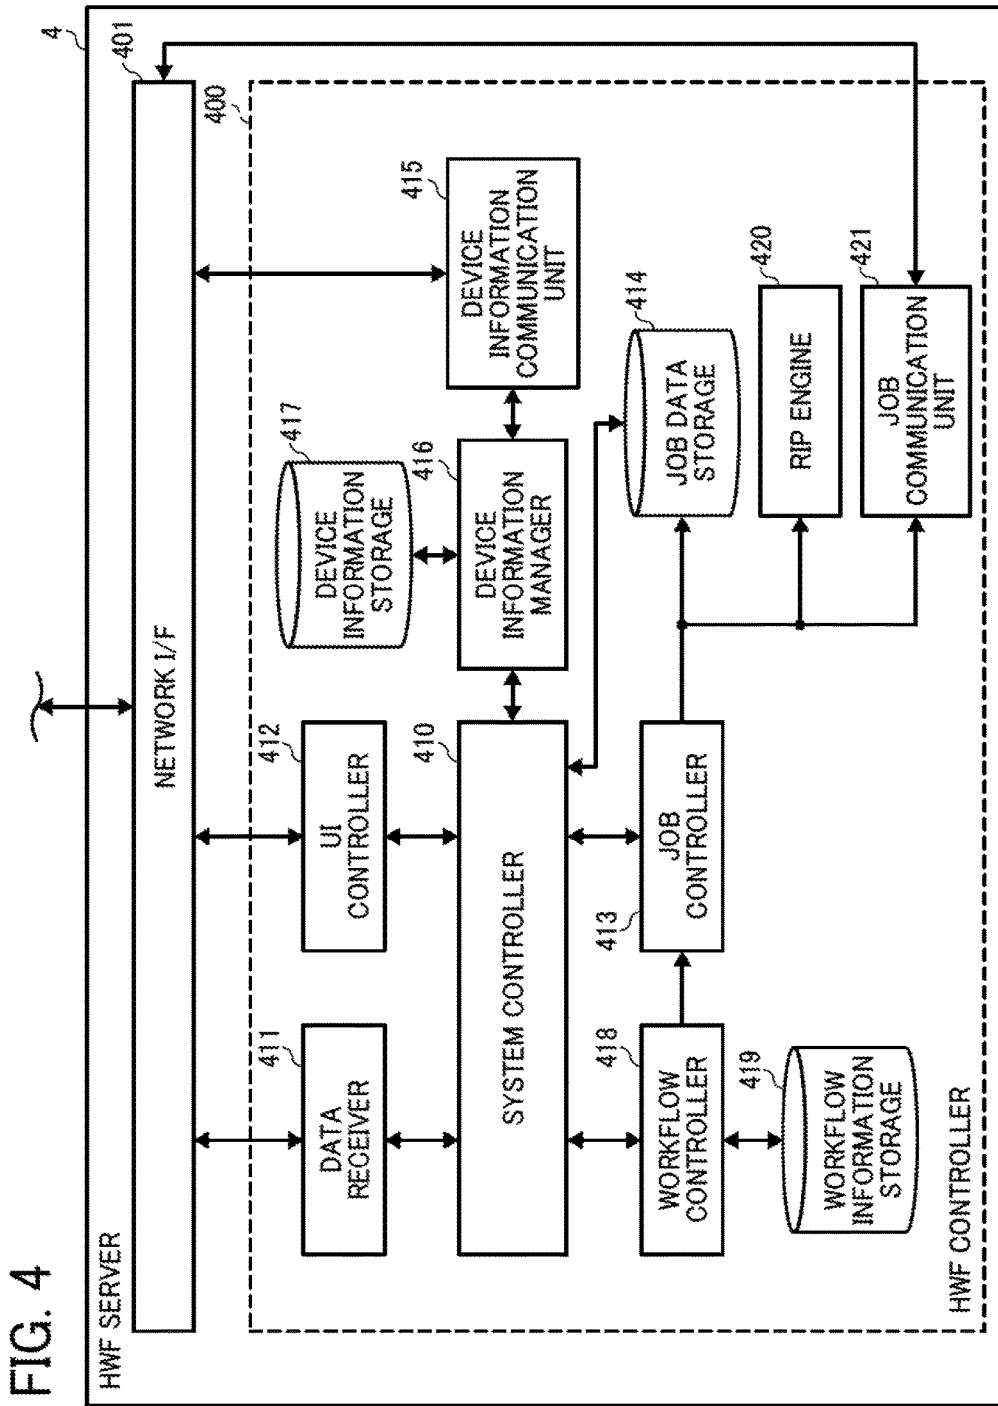 FIG. 4
HWF SERVER
4
401
NETWORK I/F
400
411
DATA
RECEIVER
412
UI
CONTROLLER
417
DEVICE
INFORMATION
STORAGE
410
SYSTEM CONTROLLER
416
DEVICE
INFORMATION
MANAGER
415
DEVICE
INFORMATION
COMMUNICATION
UNIT
418
WORKFLOW
CONTROLLER
413
JOB
CONTROLLER
414
JOB DATA
STORAGE
419
WORKFLOW
INFORMATION
STORAGE
420
RIP ENGINE
421
JOB
COMMUNICATION
UNIT
HWF CONTROLLER